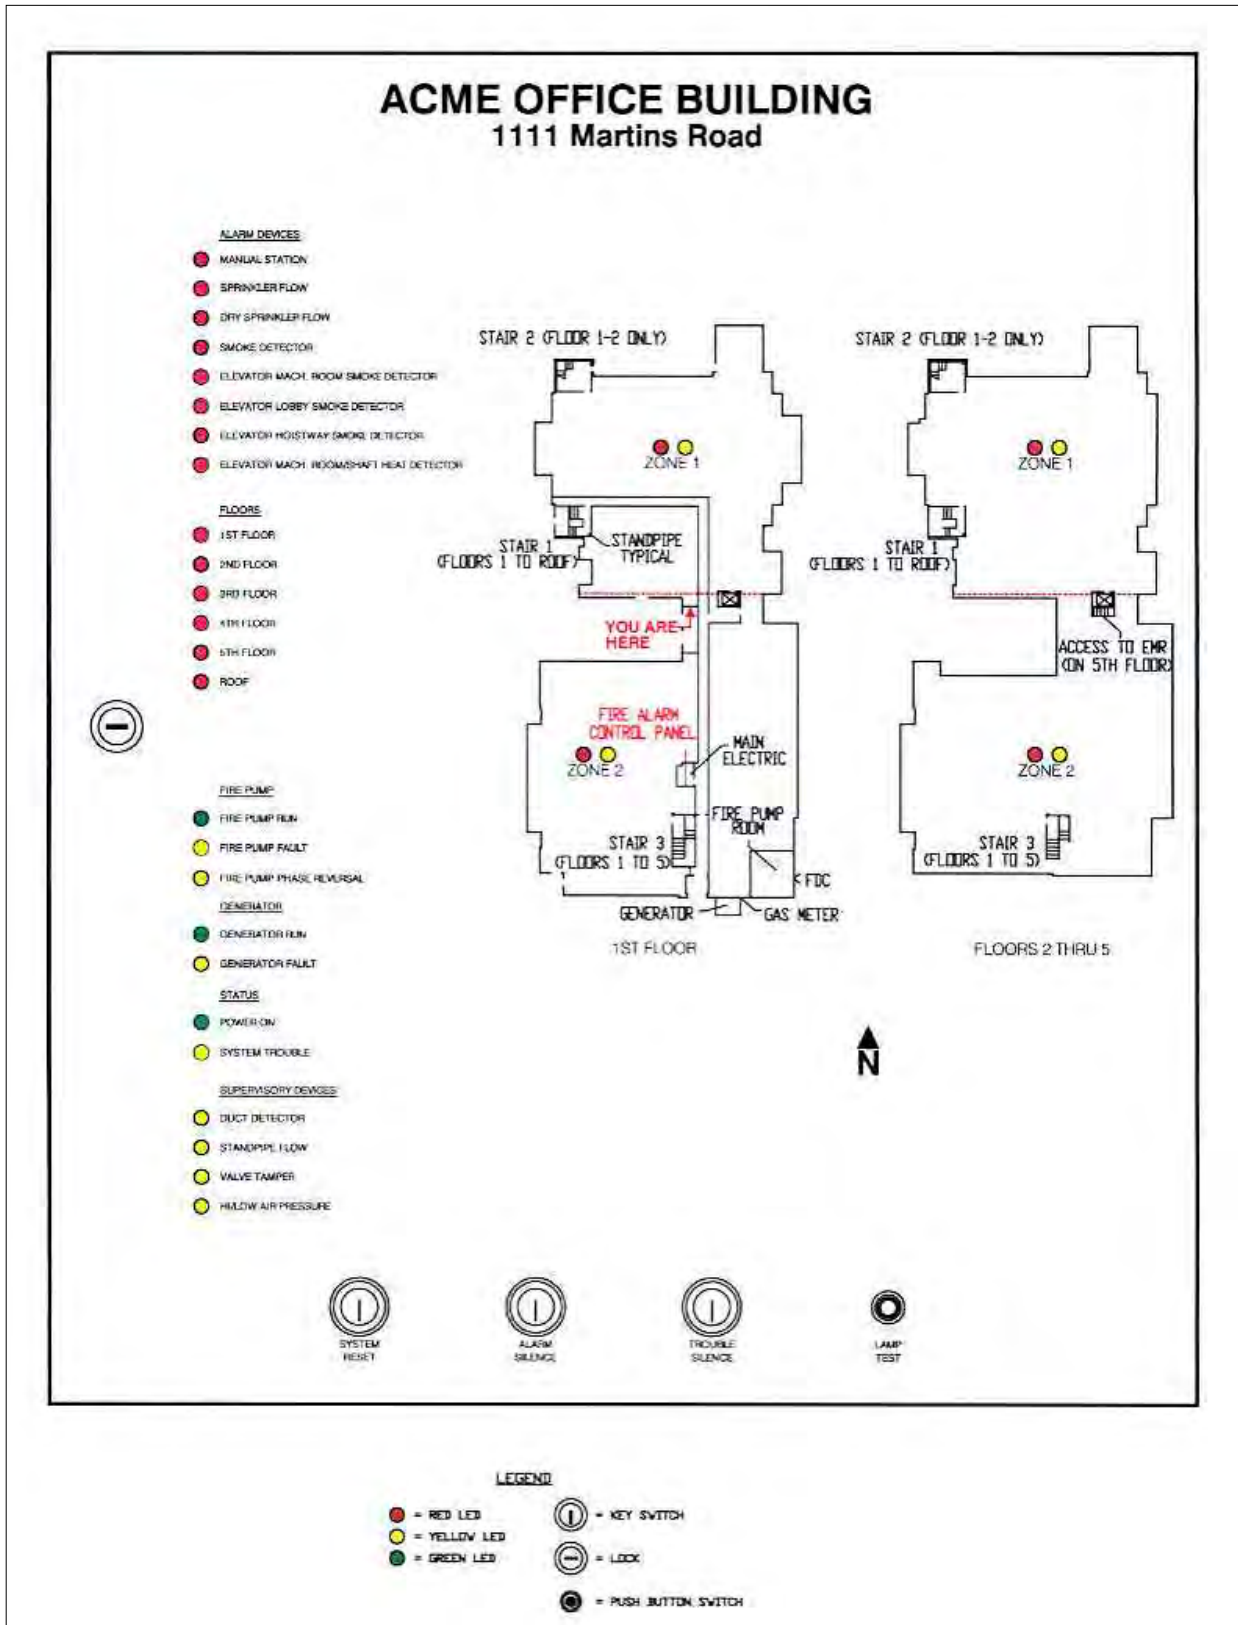 ACME OFFICE BUILDING
1111 Martins Road
ALARM DEVICES
MANUAL STATION
SPRINKLER FLOW
DRY SPRINKLER FLOW
SMOKE DETECTOR
ELEVATOR MACH. ROOM SMOKE DETECTOR
ELEVATOR LOBBY SMOKE DETECTOR
ELEVATOR HOISTWAY SMOKE DETECTOR
ELEVATOR MACH. ROOM/SHAFT HEAT DETECTOR
FLOORS
1ST FLOOR
2ND FLOOR
3RD FLOOR
4TH FLOOR
5TH FLOOR
ROOF
FIRE PUMP
FIRE PUMP RUN
FIRE PUMP FAULT
FIRE PUMP PHASE REVERSAL
GENERATOR
GENERATOR RUN
GENERATOR FAULT
STATUS
POWER ON
SYSTEM TROUBLE
SUPERVISORY DEVICES
DUCT DETECTOR
STANDPIPE FLOW
VALVE TAMPER
HI/LOW AIR PRESSURE
STAIR 2 (FLOOR 1-2 ONLY)
ZONE 1
STAIR 1
(FLOORS 1 TO ROOF)
STANDPIPE
TYPICAL
YOU ARE
HERE
FIRE ALARM
CONTROL PANEL
MAIN
ELECTRIC
ZONE 2
FIRE PUMP
ROOM
STAIR 3
(FLOORS 1 TO 5)
FDC
GENERATOR
GAS METER
1ST FLOOR
STAIR 2 (FLOOR 1-2 ONLY)
ZONE 1
STAIR 1
(FLOORS 1 TO ROOF)
ACCESS TO EMR
(ON 5TH FLOOR)
ZONE 2
STAIR 3
(FLOORS 1 TO 5)
FLOORS 2 THRU 5
N
SYSTEM
RESET
ALARM
SILENCE
TROUBLE
SILENCE
LAMP
TEST
LEGEND
= RED LED
= YELLOW LED
= GREEN LED
= KEY SWITCH
= LOCK
= PUSH BUTTON SWITCH